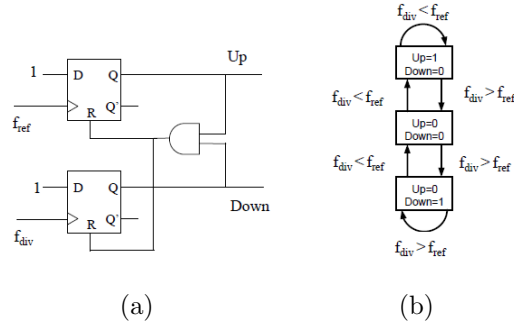 Up
1
D
Q
Q'
R
f_ref
1
D
Q
Q'
R
Down
f_div
(a)
f_div<f_ref
Up=1
Down=0
f_div<f_ref
f_div>f_ref
Up=0
Down=0
f_div<f_ref
f_div>f_ref
Up=0
Down=1
f_div>f_ref
(b)